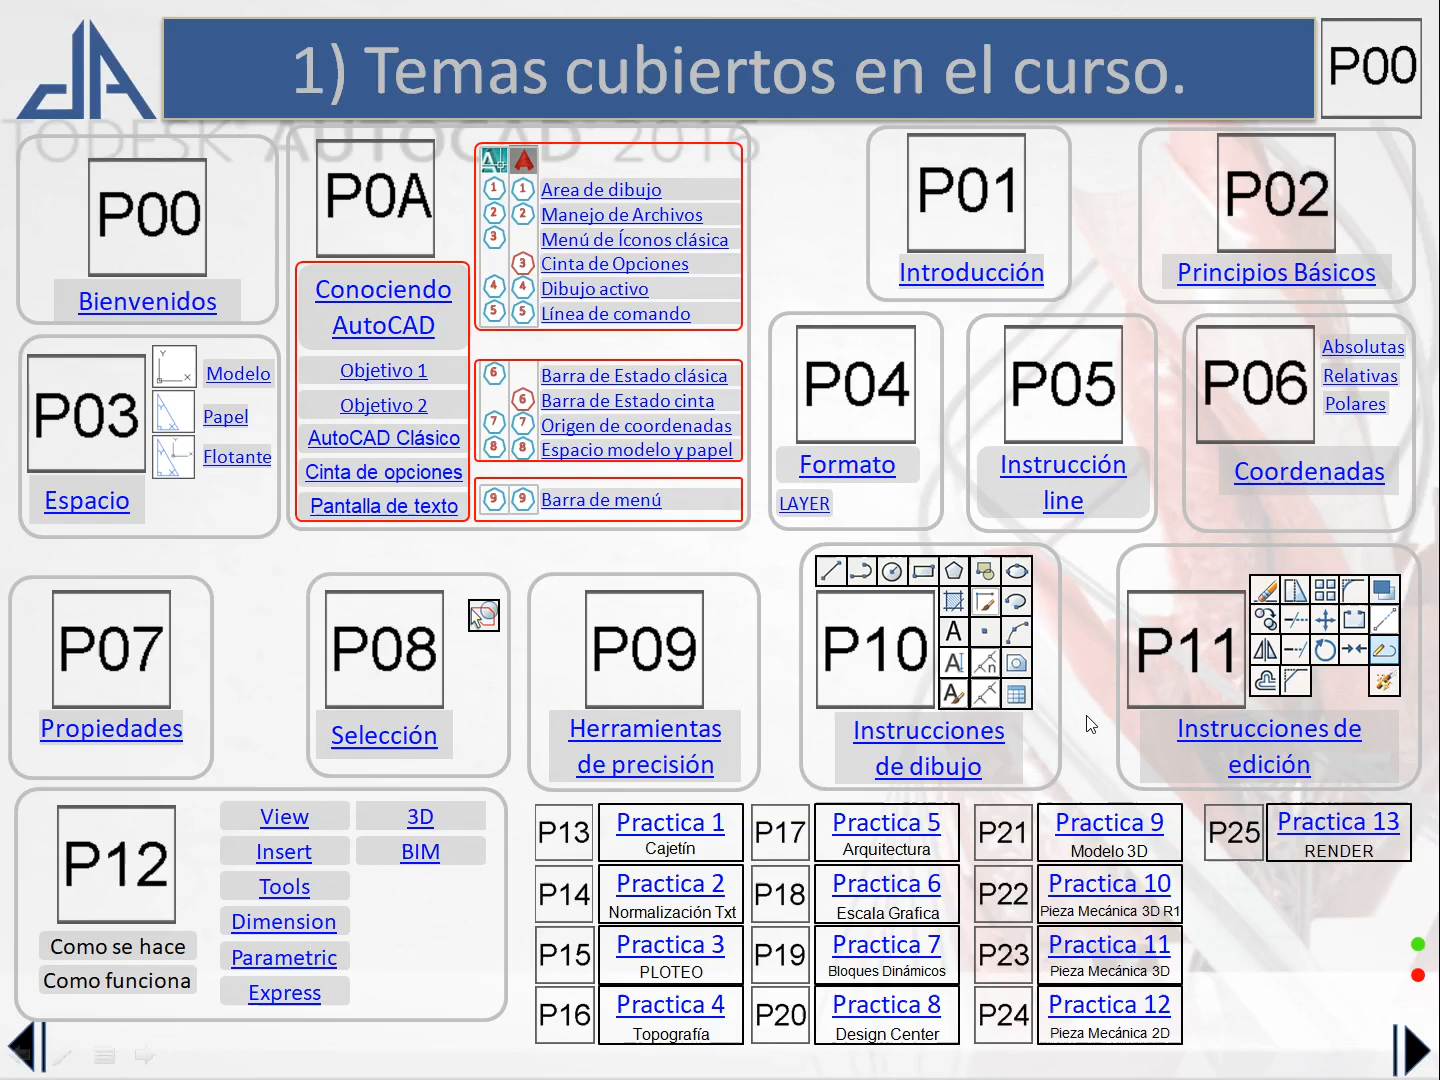 1) Temas cubiertos en el curso.
P00
TODESK AUTOCAD 2016
P00
Bienvenidos
P0A
Conociendo
AutoCAD
Objetivo 1
Objetivo 2
AutoCAD Clásico
Cinta de opciones
Pantalla de texto
1 1 Area de dibujo
2 2 Manejo de Archivos
3 Menú de Íconos clásica
3 Cinta de Opciones
4 4 Dibujo activo
5 5 Línea de comando
6 Barra de Estado clásica
6 Barra de Estado cinta
7 7 Origen de coordenadas
8 8 Espacio modelo y papel
9 9 Barra de menú
P01
Introducción
P02
Principios Básicos
P03
Modelo
Papel
Flotante
Espacio
P04
Formato
LAYER
P05
Instrucción
line
P06
Absolutas
Relativas
Polares
Coordenadas
P07
Propiedades
P08
Selección
P09
Herramientas
de precisión
P10
Instrucciones
de dibujo
P11
Instrucciones de
edición
P12
Como se hace
Como funciona
View
Insert
Tools
Dimension
Parametric
Express
3D
BIM
P13 Practica 1
Cajetín
P14 Practica 2
Normalización Txt
P15 Practica 3
PLOTEO
P16 Practica 4
Topografía
P17 Practica 5
Arquitectura
P18 Practica 6
Escala Grafica
P19 Practica 7
Bloques Dinámicos
P20 Practica 8
Design Center
P21 Practica 9
Modelo 3D
P22 Practica 10
Pieza Mecánica 3D R1
P23 Practica 11
Pieza Mecánica 3D
P24 Practica 12
Pieza Mecánica 2D
P25 Practica 13
RENDER